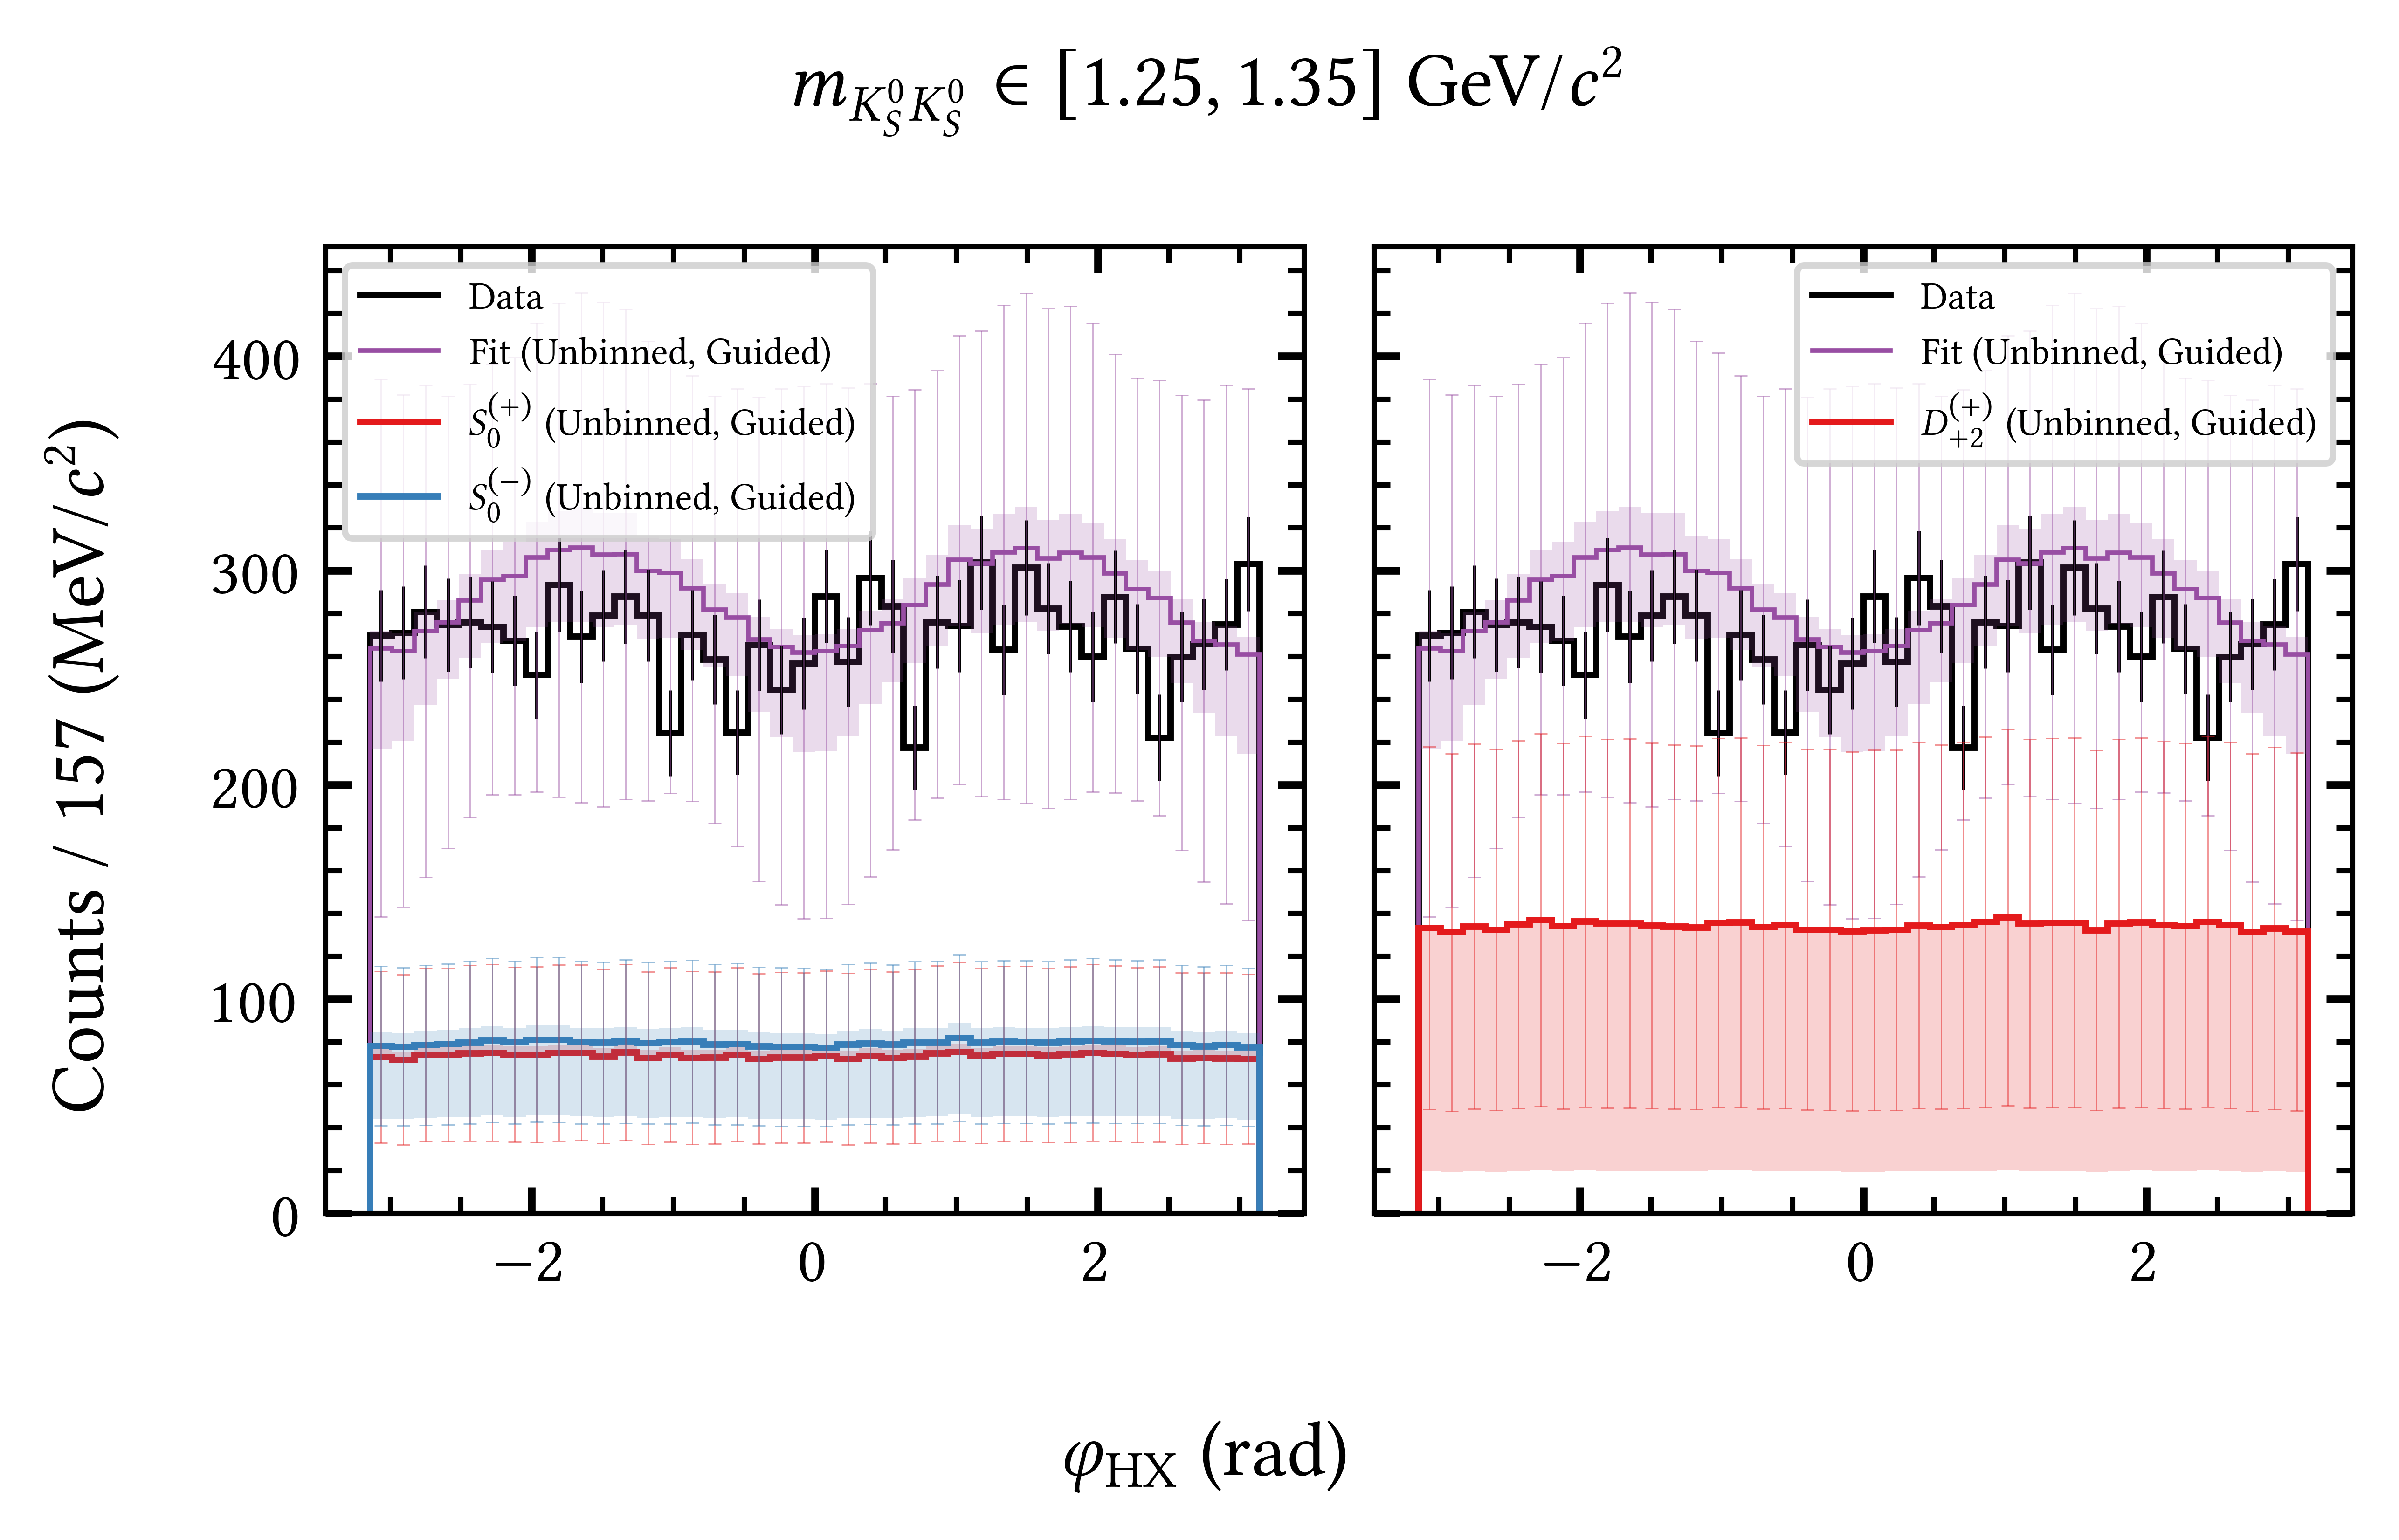 m_{K_S^0 K_S^0} ∈ [1.25, 1.35] GeV/c²
Counts / 157 (MeV/c²)
400
300
200
100
0
Data
Fit (Unbinned, Guided)
S_0^{(+)} (Unbinned, Guided)
S_0^{(−)} (Unbinned, Guided)
Data
Fit (Unbinned, Guided)
D_{+2}^{(+)} (Unbinned, Guided)
−2 0 2
−2 0 2
φ_{HX} (rad)